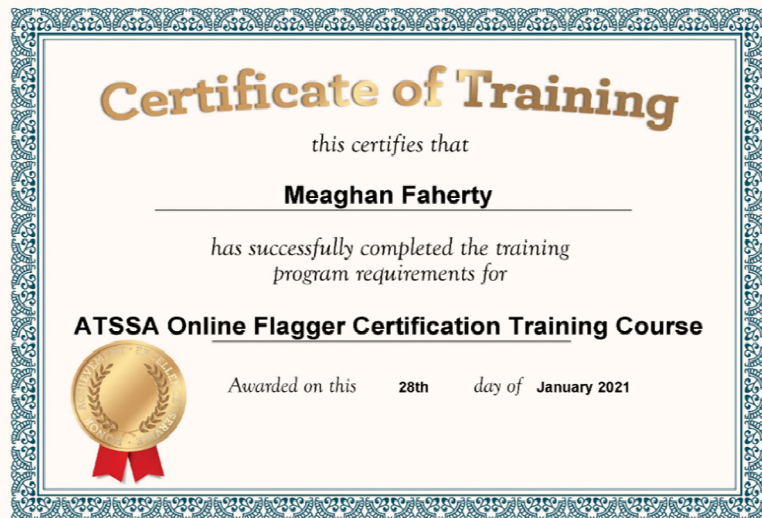 Certificate of Training
this certifies that
Meaghan Faherty
has successfully completed the training
program requirements for
ATSSA Online Flagger Certification Training Course
Awarded on this 28th day of January 2021